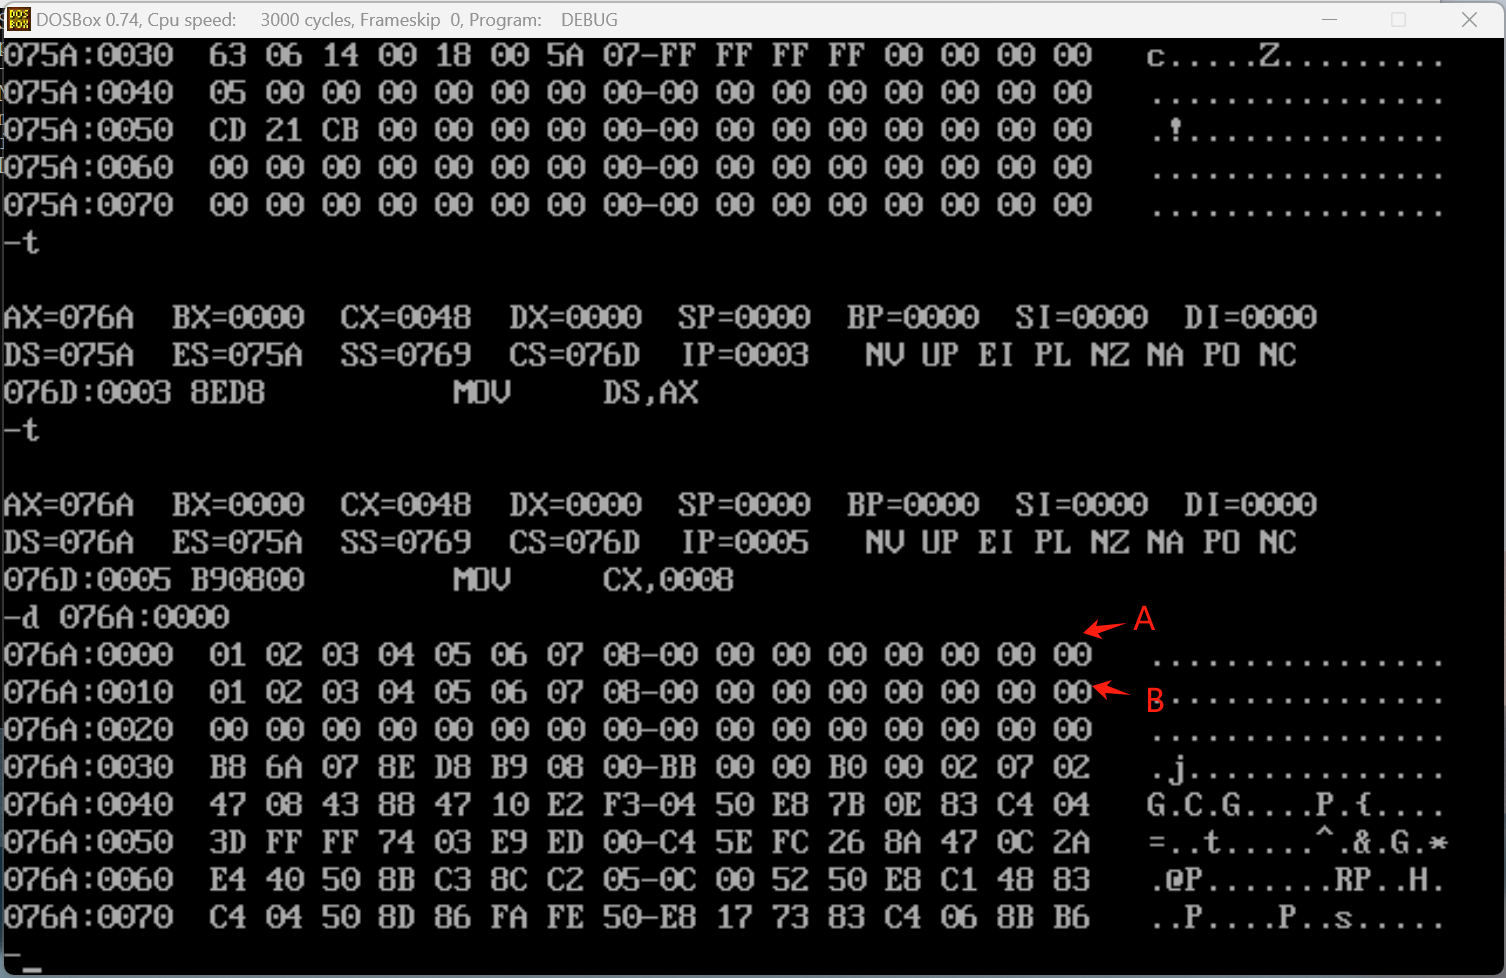 DOSBox 0.74, Cpu speed: 3000 cycles, Frameskip 0, Program: DEBUG
075A:0030 63 06 14 00 18 00 5A 07-FF FF FF FF 00 00 00 00 c.....Z.........
075A:0040 05 00 00 00 00 00 00 00-00 00 00 00 00 00 00 00 ................
075A:0050 CD 21 CB 00 00 00 00 00-00 00 00 00 00 00 00 00 .!..............
075A:0060 00 00 00 00 00 00 00 00-00 00 00 00 00 00 00 00 ................
075A:0070 00 00 00 00 00 00 00 00-00 00 00 00 00 00 00 00 ................
-t
AX=076A BX=0000 CX=0048 DX=0000 SP=0000 BP=0000 SI=0000 DI=0000
DS=075A ES=075A SS=0769 CS=076D IP=0003 NV UP EI PL NZ NA PO NC
076D:0003 8ED8 MOV DS,AX
-t
AX=076A BX=0000 CX=0048 DX=0000 SP=0000 BP=0000 SI=0000 DI=0000
DS=076A ES=075A SS=0769 CS=076D IP=0005 NV UP EI PL NZ NA PO NC
076D:0005 B90800 MOV CX,0008
-d 076A:0000
A
076A:0000 01 02 03 04 05 06 07 08-00 00 00 00 00 00 00 00 ................
076A:0010 01 02 03 04 05 06 07 08-00 00 00 00 00 00 00 00 ................
B
076A:0020 00 00 00 00 00 00 00 00-00 00 00 00 00 00 00 00 ................
076A:0030 B8 6A 07 8E D8 B9 08 00-BB 00 00 B0 00 02 07 02 .j..............
076A:0040 47 08 43 88 47 10 E2 F3-04 50 E8 7B 0E 83 C4 04 G.C.G....P.{....
076A:0050 3D FF FF 74 03 E9 ED 00-C4 5E FC 26 8A 47 0C 2A =..t.....^.&.G.*
076A:0060 E4 40 50 8B C3 8C C2 05-0C 00 52 50 E8 C1 48 83 .@P.......RP..H.
076A:0070 C4 04 50 8D 86 FA FE 50-E8 17 73 83 C4 06 8B B6 ..P....P..s.....
-_